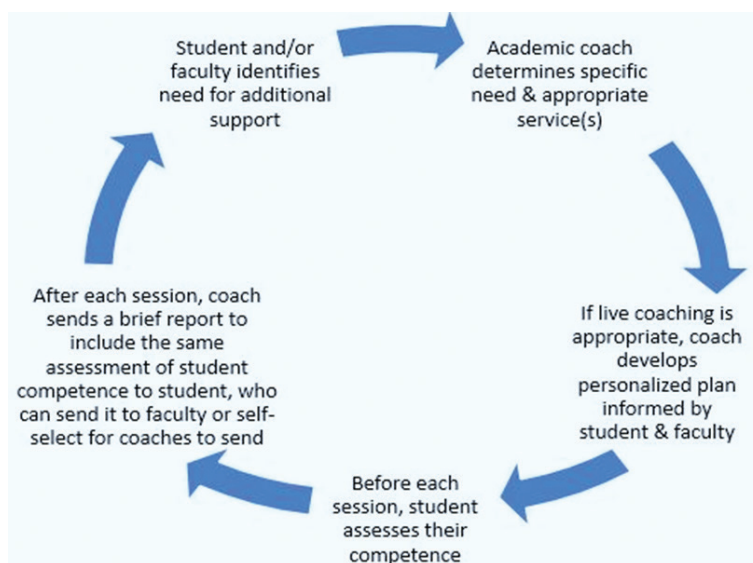 Student and/or
faculty identifies
need for additional
support
Academic coach
determines specific
need & appropriate
service(s)
If live coaching is
appropriate, coach
develops
personalized plan
informed by
student & faculty
Before each
session, student
assesses their
competence
After each session, coach
sends a brief report to
include the same
assessment of student
competence to student, who
can send it to faculty or self-
select for coaches to send